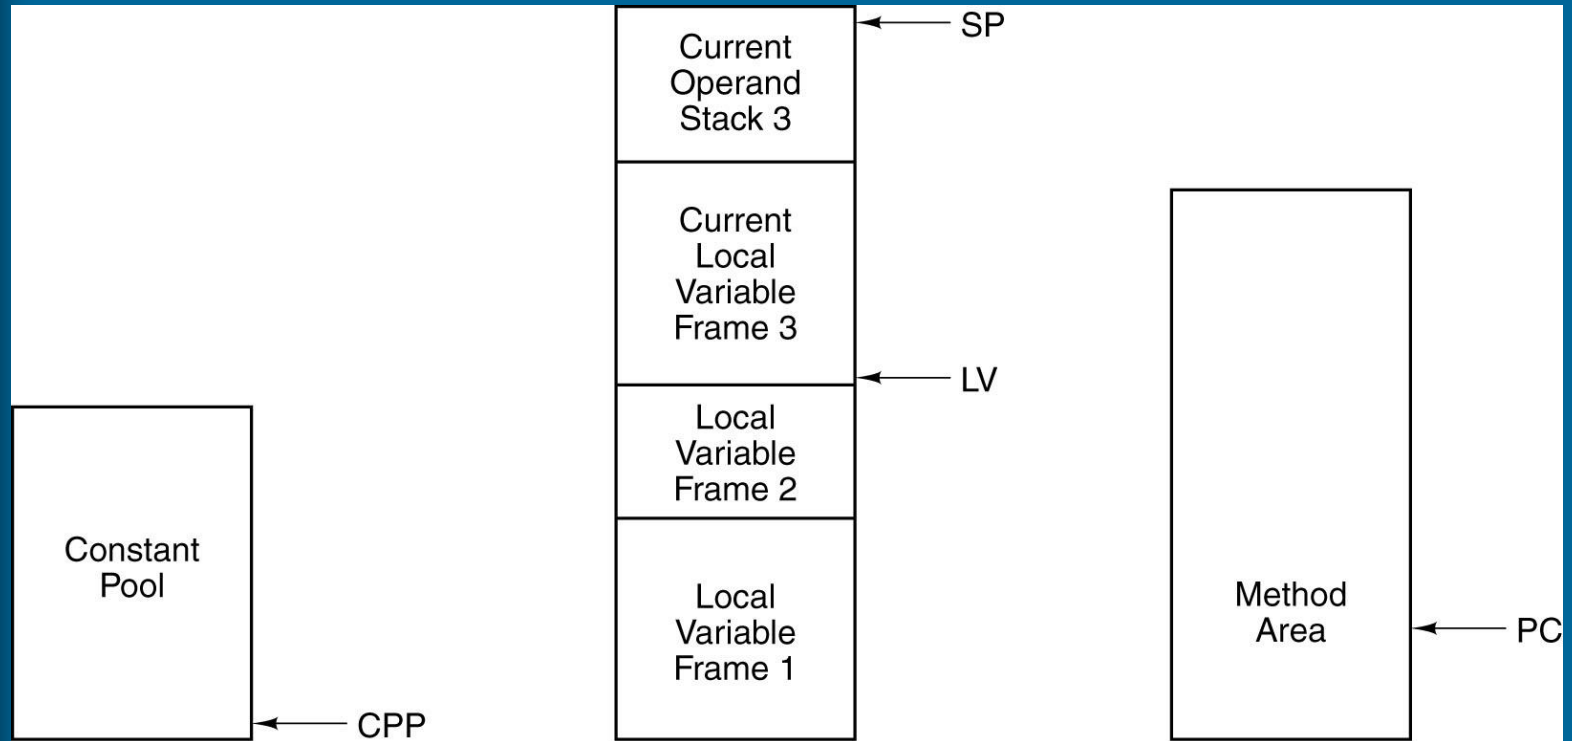 Current
Operand
Stack 3
SP
Current
Local
Variable
Frame 3
LV
Local
Variable
Frame 2
Local
Variable
Frame 1
Constant
Pool
CPP
Method
Area
PC